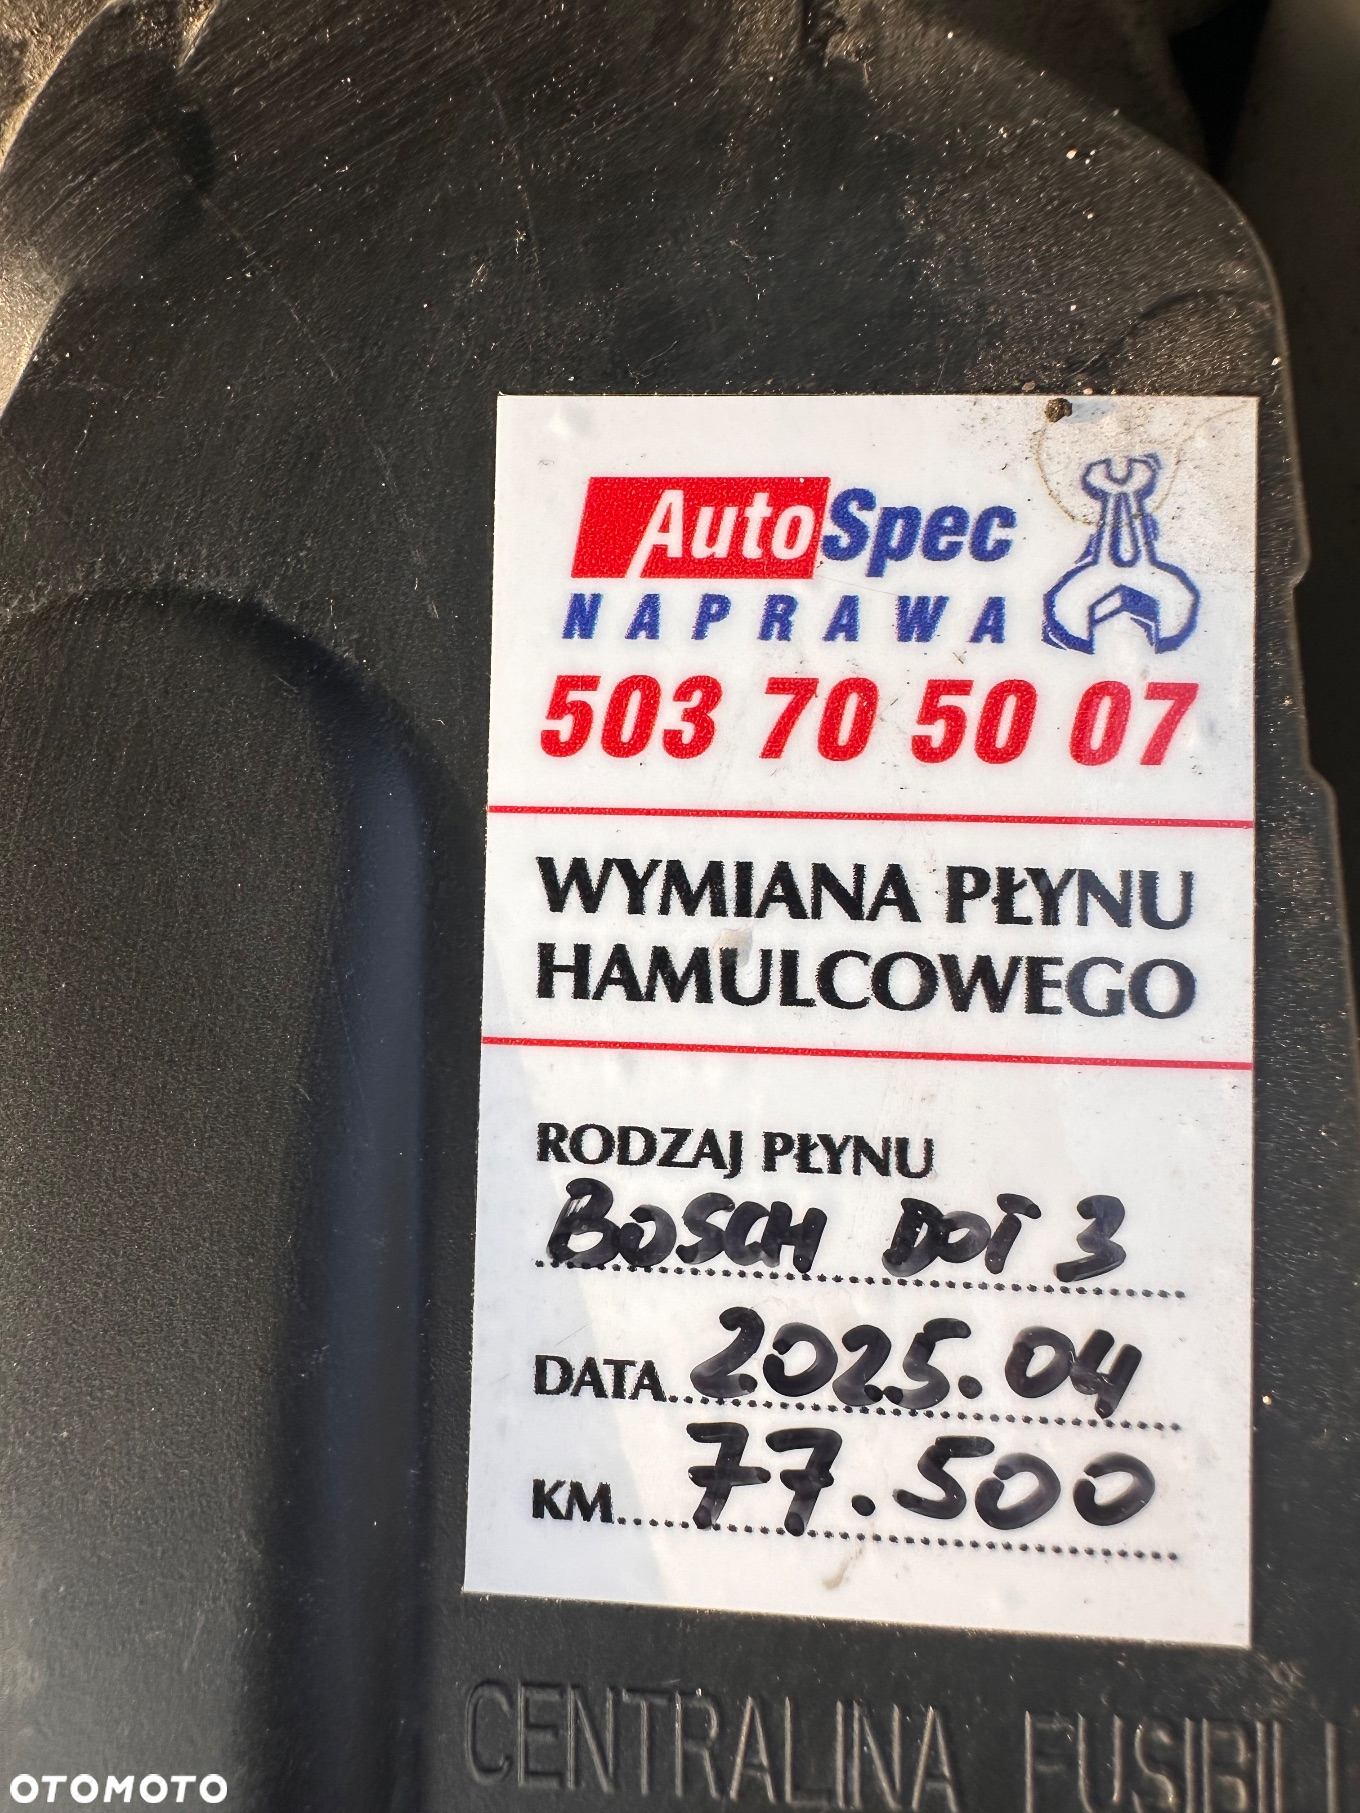 AutoSpec
NAPRAWA
503 70 50 07
WYMIANA PŁYNU
HAMULCOWEGO
RODZAJ PŁYNU
BOSCH DOT 3
DATA 2025.04
KM 77.500
CENTRALINA FUSIBILI
OTOMOTO